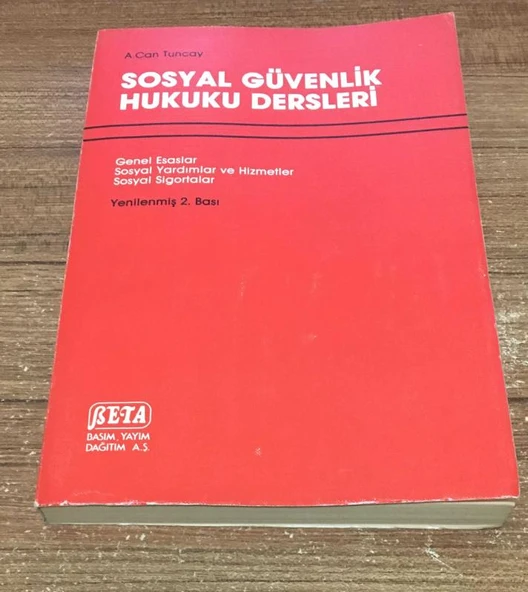 A.Can Tuncay
SOSYAL GÜVENLİK
HUKUKU DERSLERİ
Genel Esaslar
Sosyal Yardımlar ve Hizmetler
Sosyal Sigortalar
Yenilenmiş 2. Bası
BETA
BASIM YAYIM
DAĞITIM A.Ş.